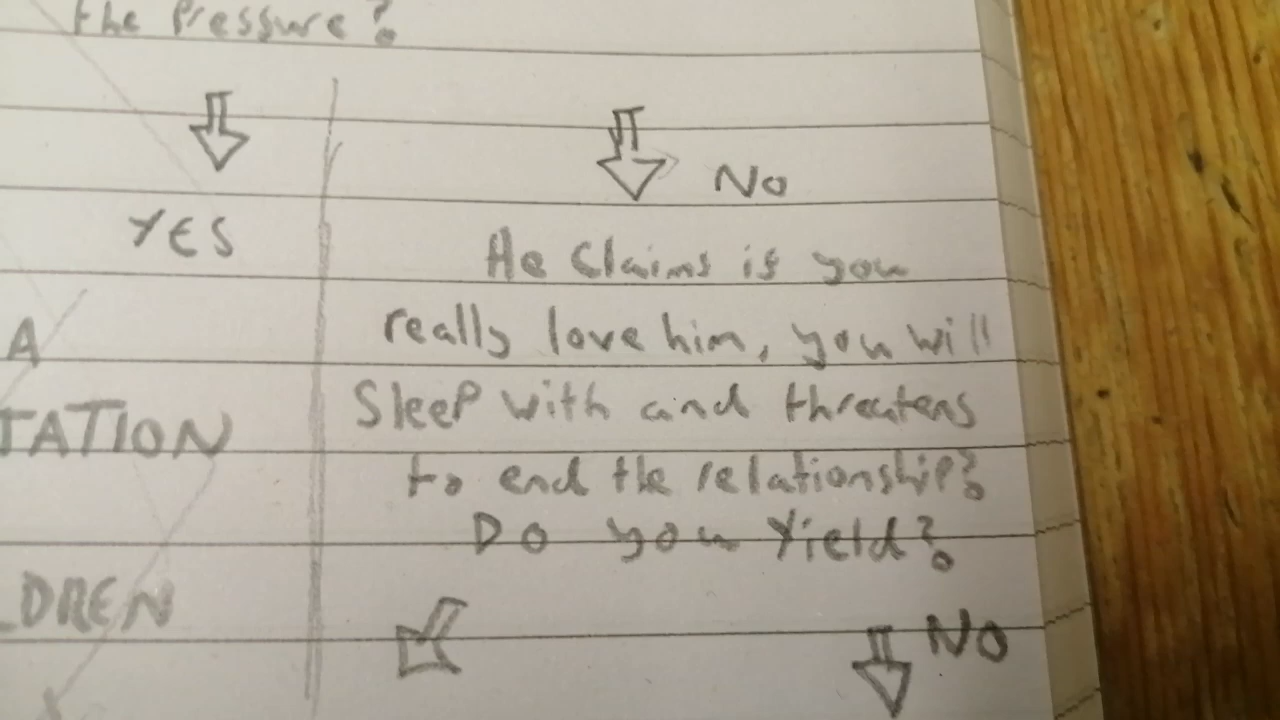 the Pressure?
NO
YES
He Claims is you
really love him, you will
Sleep with and threatens
to end the relationship?
Do you Yield?
NO
A
TATION
DREN